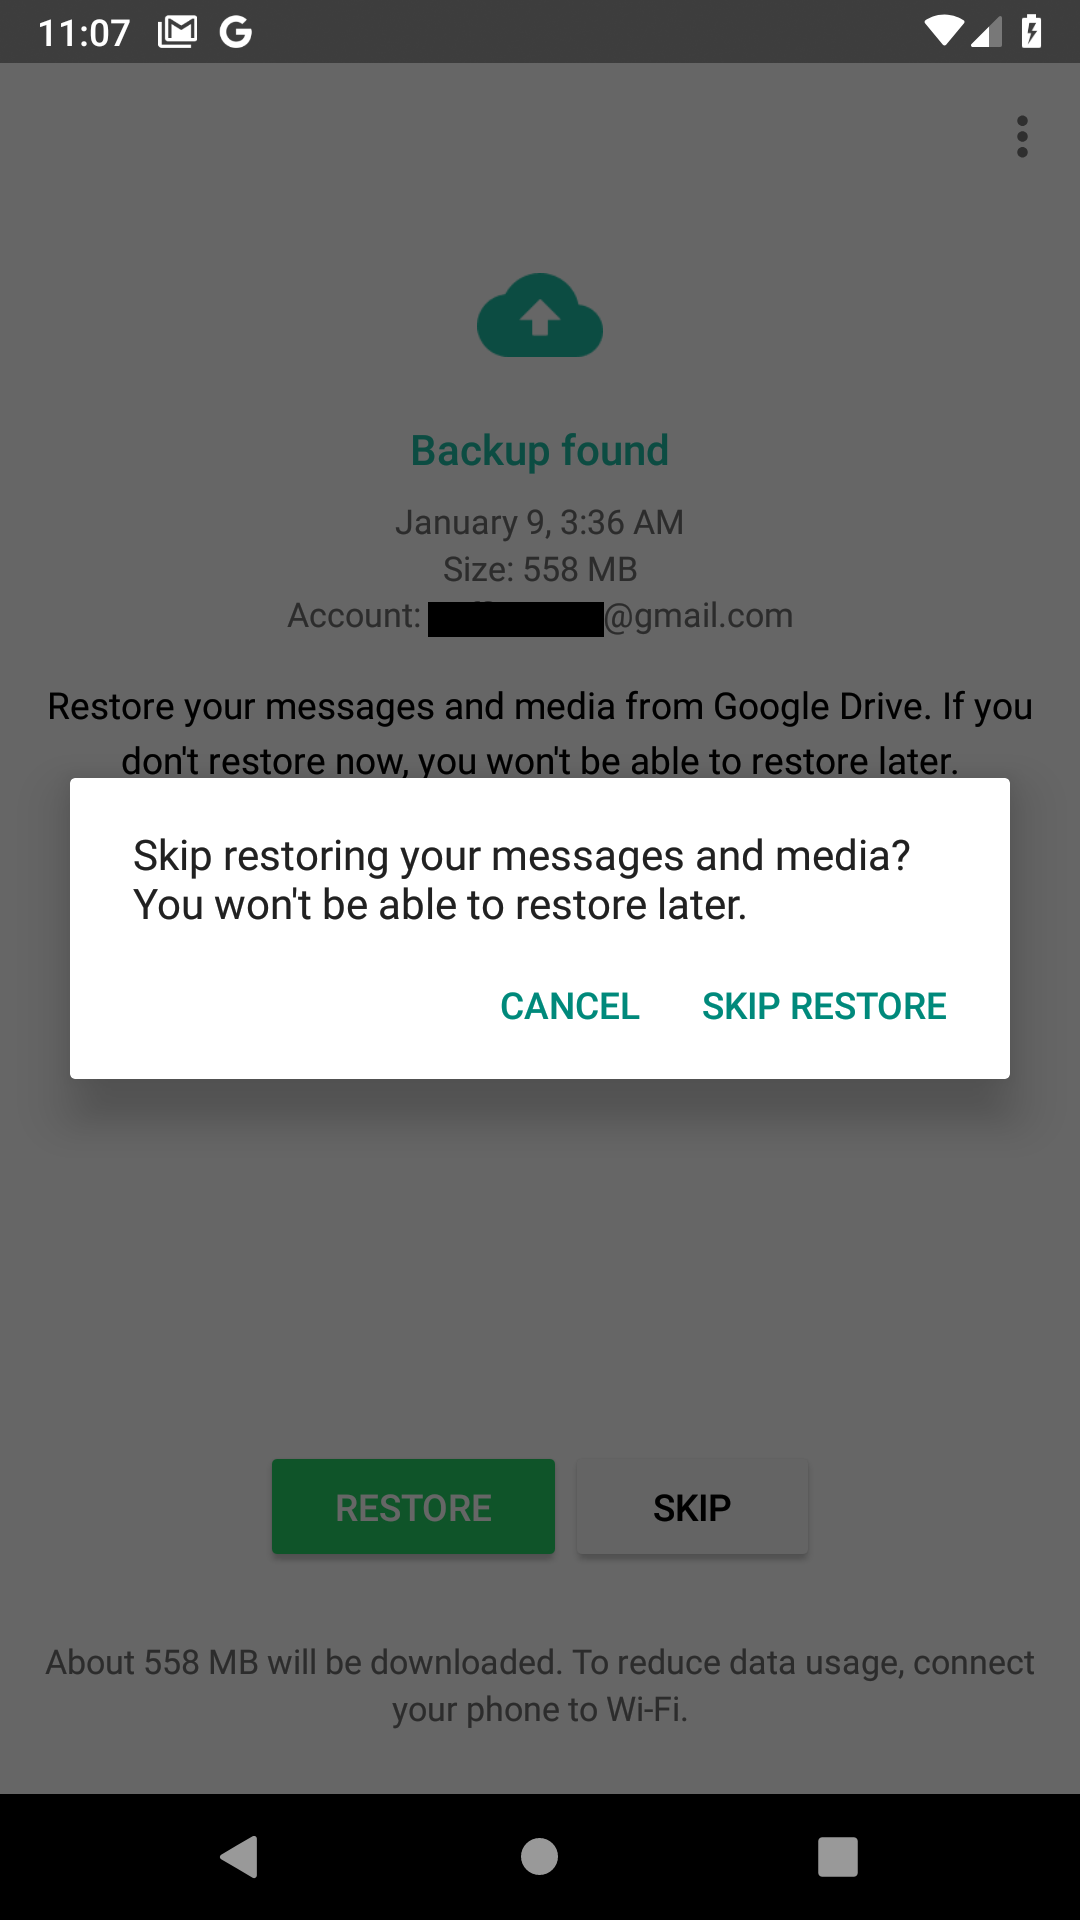 11:07
Backup found
January 9, 3:36 AM
Size: 558 MB
Account: @gmail.com
Restore your messages and media from Google Drive. If you
don't restore now, you won't be able to restore later.
Skip restoring your messages and media?
You won't be able to restore later.
CANCEL SKIP RESTORE
RESTORE SKIP
About 558 MB will be downloaded. To reduce data usage, connect
your phone to Wi-Fi.